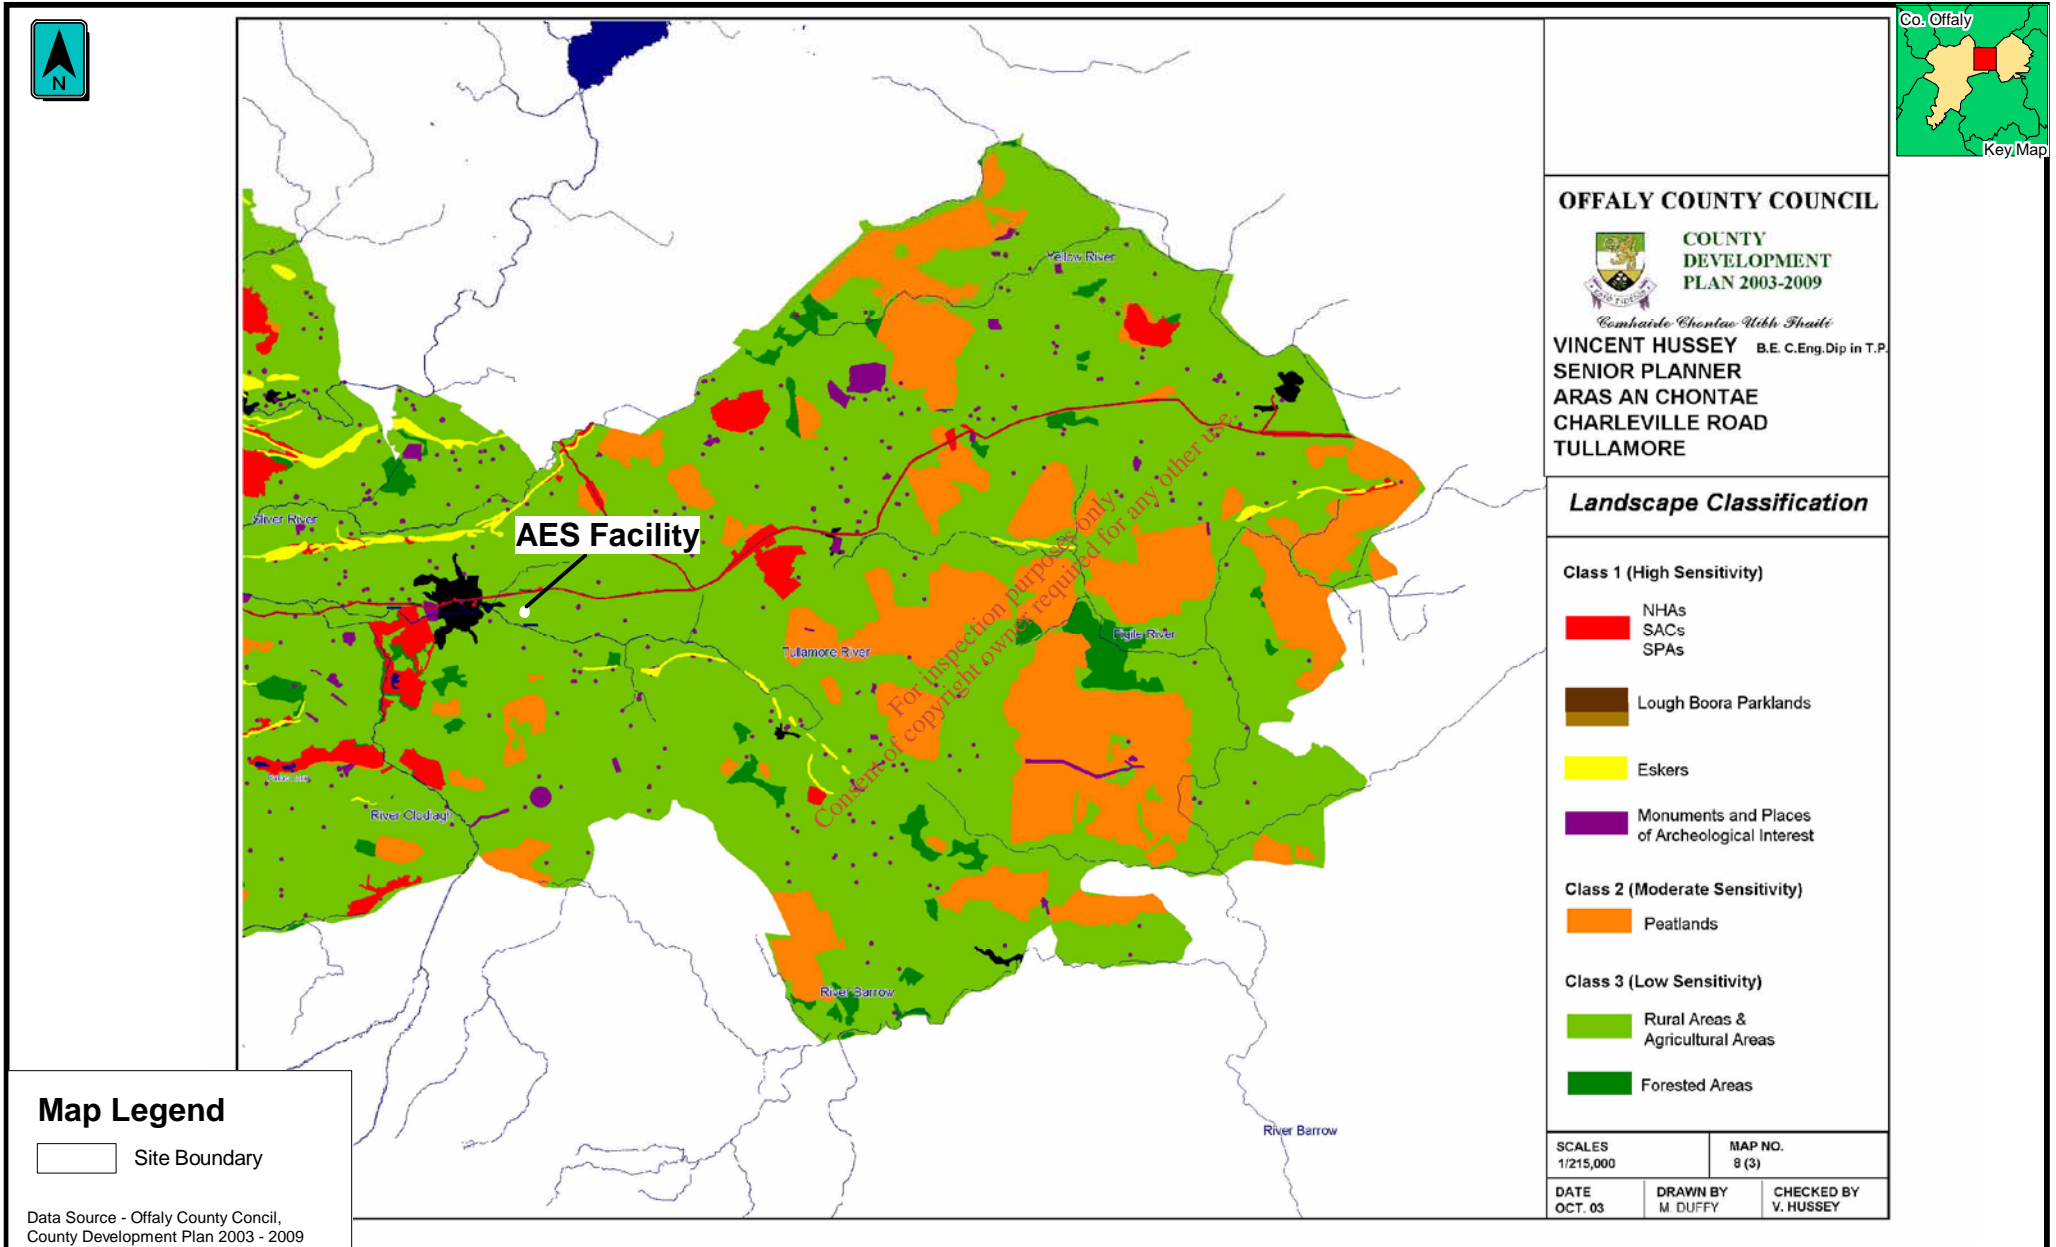 N
Co. Offaly
Key Map
OFFALY COUNTY COUNCIL
COUNTY
DEVELOPMENT
PLAN 2003-2009
Comhairle Chontae Uibh Fhailí
VINCENT HUSSEY B.E. C.Eng.Dip in T.P.
SENIOR PLANNER
ARAS AN CHONTAE
CHARLEVILLE ROAD
TULLAMORE
Landscape Classification
Class 1 (High Sensitivity)
NHAs
SACs
SPAs
Lough Boora Parklands
Eskers
Monuments and Places
of Archeological Interest
Class 2 (Moderate Sensitivity)
Peatlands
Class 3 (Low Sensitivity)
Rural Areas &
Agricultural Areas
Forested Areas
SCALES
1/215,000
MAP NO.
8 (3)
DATE
OCT. 03
DRAWN BY
M. DUFFY
CHECKED BY
V. HUSSEY
Yellow River
Silver River
AES Facility
Tullamore River
Figile River
River Clodiagh
River Barrow
River Barrow
For inspection purposes only.
Consent of copyright owner required for any other use.
Map Legend
Site Boundary
Data Source - Offaly County Concil,
County Development Plan 2003 - 2009